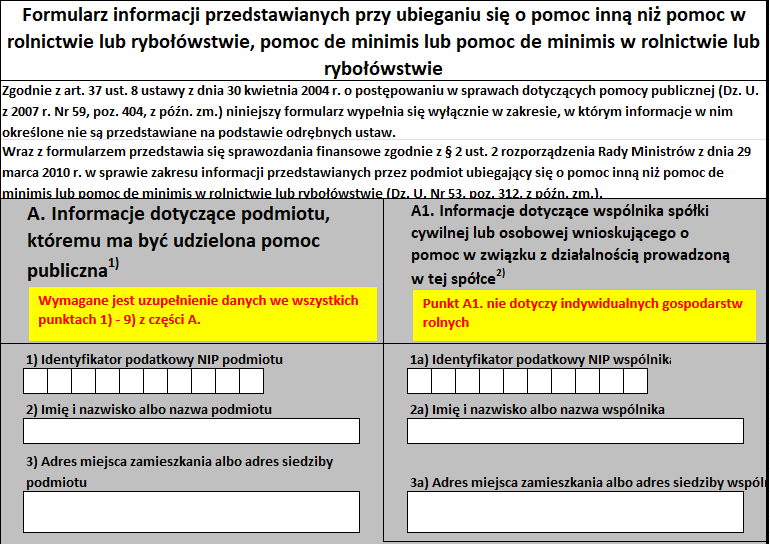 Formularz informacji przedstawianych przy ubieganiu się o pomoc inną niż pomoc w
rolnictwie lub rybołówstwie, pomoc de minimis lub pomoc de minimis w rolnictwie lub
rybołówstwie
Zgodnie z art. 37 ust. 8 ustawy z dnia 30 kwietnia 2004 r. o postępowaniu w sprawach dotyczących pomocy publicznej (Dz. U.
z 2007 r. Nr 59, poz. 404, z późn. zm.) niniejszy formularz wypełnia się wyłącznie w zakresie, w którym informacje w nim
określone nie są przedstawiane na podstawie odrębnych ustaw.
Wraz z formularzem przedstawia się sprawozdania finansowe zgodnie z § 2 ust. 2 rozporządzenia Rady Ministrów z dnia 29
marca 2010 r. w sprawie zakresu informacji przedstawianych przez podmiot ubiegający się o pomoc inną niż pomoc de
minimis lub pomoc de minimis w rolnictwie lub rybołówstwie (Dz. U. Nr 53, poz. 312, z późn. zm.).
A. Informacje dotyczące podmiotu,
któremu ma być udzielona pomoc
publiczna1)
Wymagane jest uzupełnienie danych we wszystkich
punktach 1) - 9) z części A.
A1. Informacje dotyczące wspólnika spółki
cywilnej lub osobowej wnioskującego o
pomoc w związku z działalnością prowadzoną
w tej spółce2)
Punkt A1. nie dotyczy indywidualnych gospodarstw
rolnych
1) Identyfikator podatkowy NIP podmiotu
1a) Identyfikator podatkowy NIP wspólnika
2) Imię i nazwisko albo nazwa podmiotu
2a) Imię i nazwisko albo nazwa wspólnika
3) Adres miejsca zamieszkania albo adres siedziby
podmiotu
3a) Adres miejsca zamieszkania albo adres siedziby